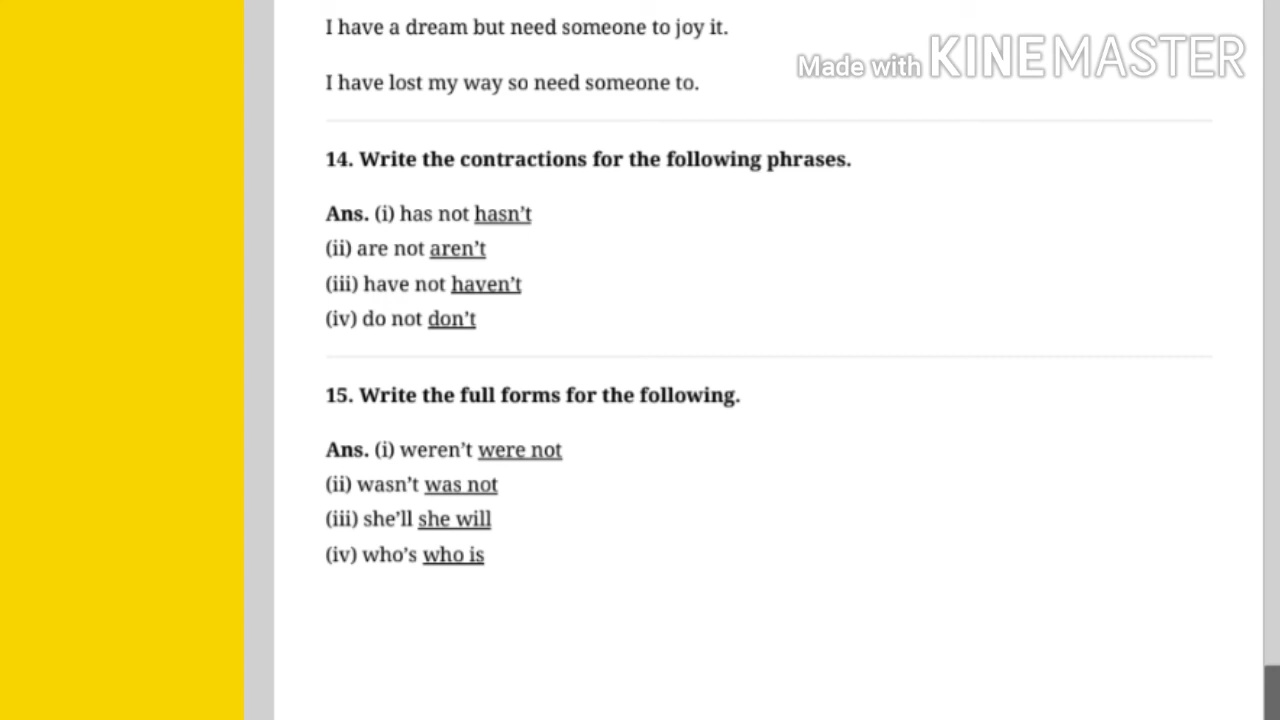 I have a dream but need someone to joy it.
Made with KINEMASTER
I have lost my way so need someone to.
14. Write the contractions for the following phrases.
Ans. (i) has not hasn’t
(ii) are not aren’t
(iii) have not haven’t
(iv) do not don’t
15. Write the full forms for the following.
Ans. (i) weren’t were not
(ii) wasn’t was not
(iii) she’ll she will
(iv) who’s who is